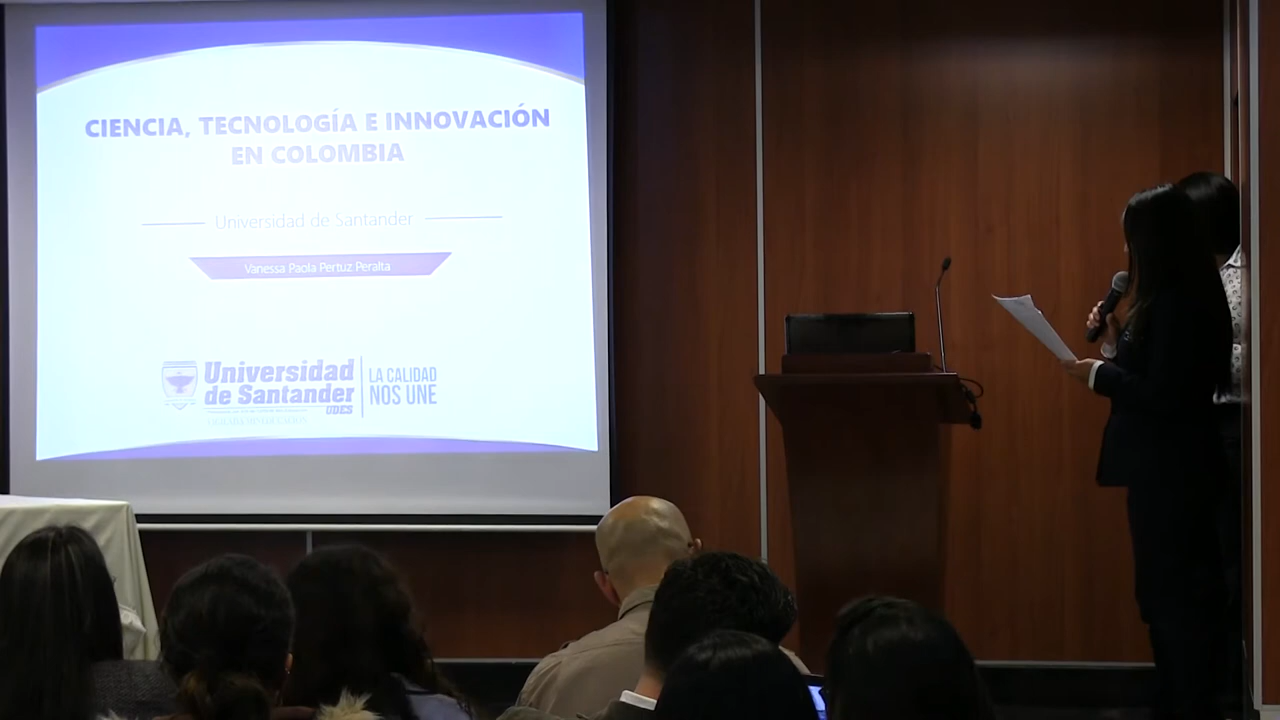 CIENCIA, TECNOLOGÍA E INNOVACIÓN
EN COLOMBIA
Universidad de Santander
Vanessa Paola Pertuz Peralta
Universidad
de Santander
UDES
LA CALIDAD
NOS UNE